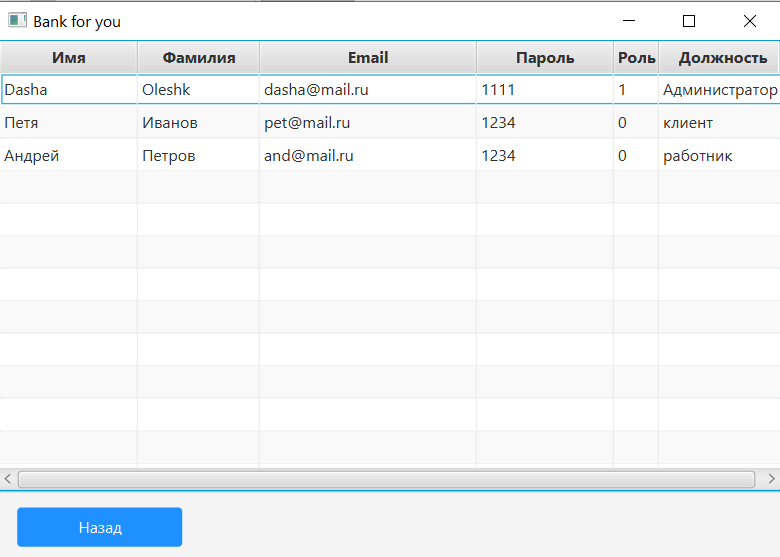 Bank for you
Имя Фамилия Email Пароль Роль Должность
Dasha Oleshk dasha@mail.ru 1111 1 Администратор
Петя Иванов pet@mail.ru 1234 0 клиент
Андрей Петров and@mail.ru 1234 0 работник
Назад